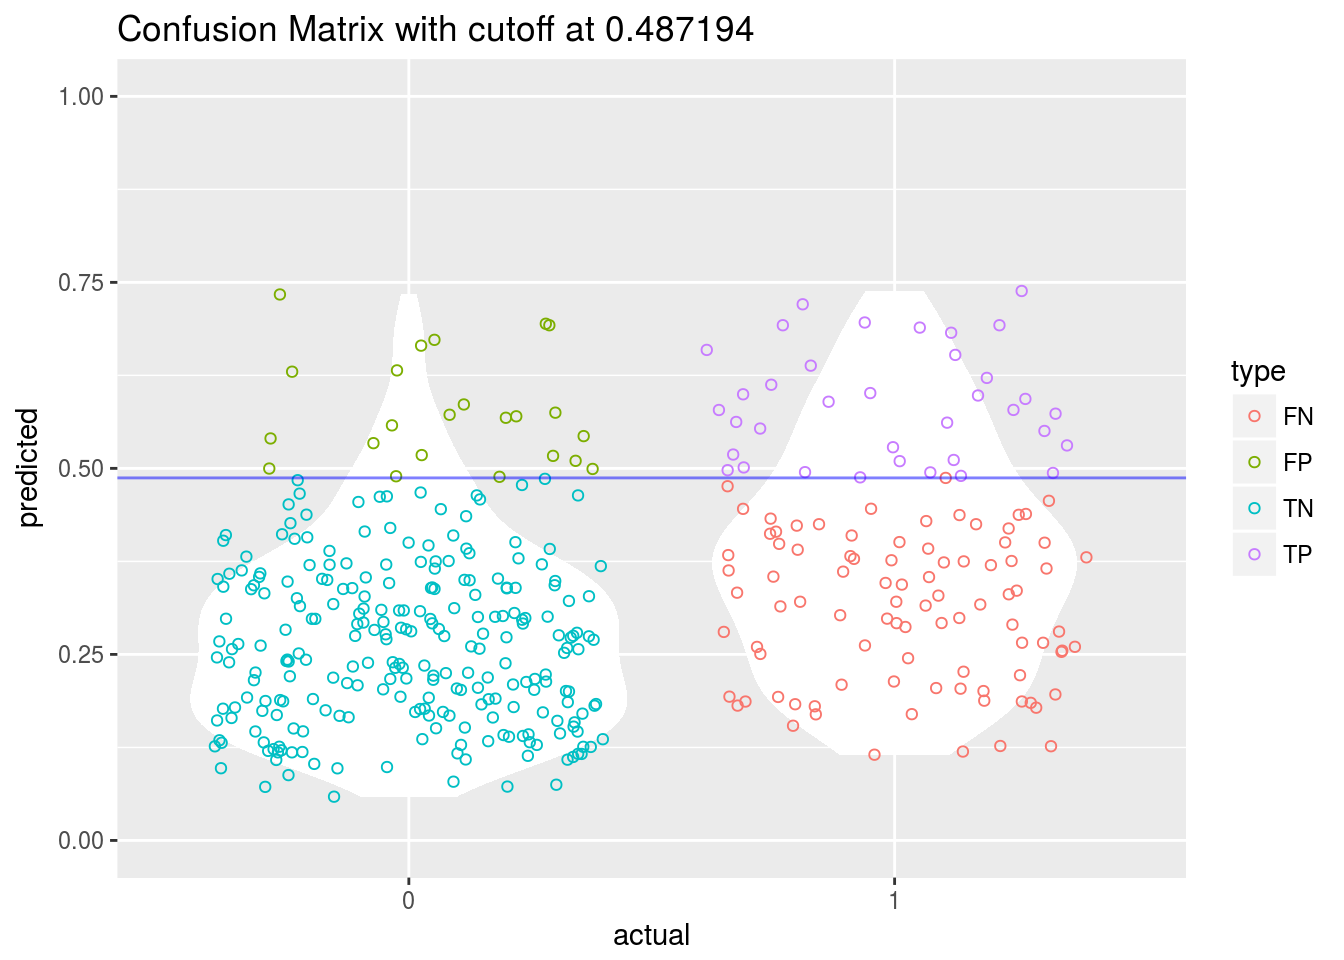 Confusion Matrix with cutoff at 0.487194
1.00
0.75
0.50
0.25
0.00
predicted
0
1
actual
type
FN
FP
TN
TP